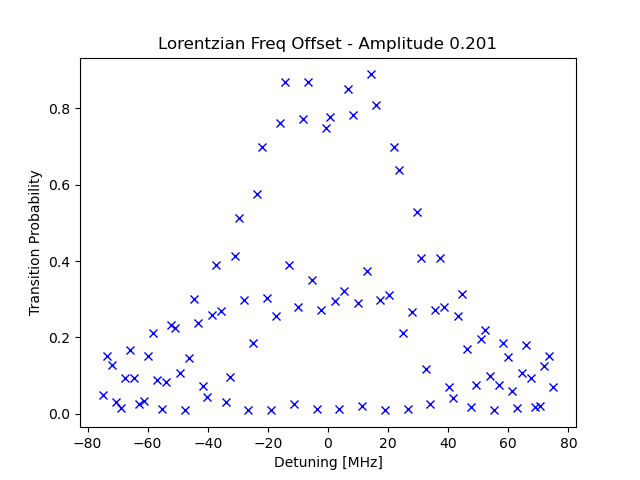 Lorentzian Freq Offset - Amplitude 0.201
Transition Probability
0.8
0.6
0.4
0.2
0.0
−80 −60 −40 −20 0 20 40 60 80
Detuning [MHz]